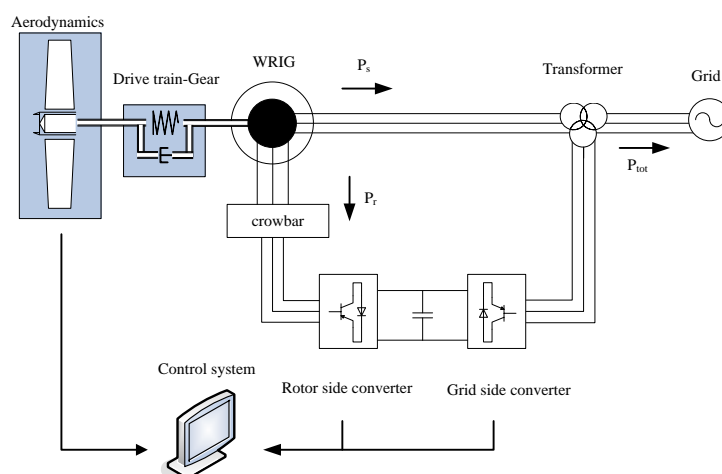 Aerodynamics
Drive train-Gear
WRIG
Ps
Transformer
Grid
Ptot
Pr
crowbar
Control system
Rotor side converter
Grid side converter